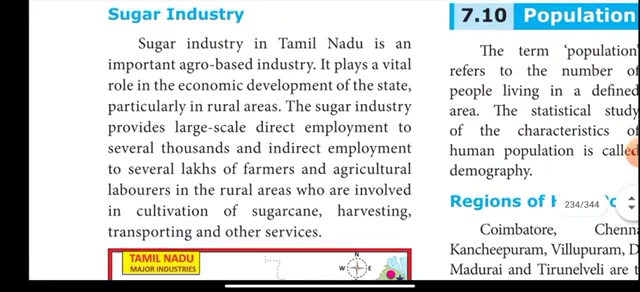 Sugar Industry
Sugar industry in Tamil Nadu is an
important agro-based industry. It plays a vital
role in the economic development of the state,
particularly in rural areas. The sugar industry
provides large-scale direct employment to
several thousands and indirect employment
to several lakhs of farmers and agricultural
labourers in the rural areas who are involved
in cultivation of sugarcane, harvesting,
transporting and other services.
TAMIL NADU
MAJOR INDUSTRIES
N
W E
7.10 Population
The term ‘population’
refers to the number of
people living in a defined
area. The statistical study
of the characteristics of
human population is called
demography.
Regions of
234/344
Coimbatore,
Kancheepuram, Villupuram,
Madurai and Tirunelveli are